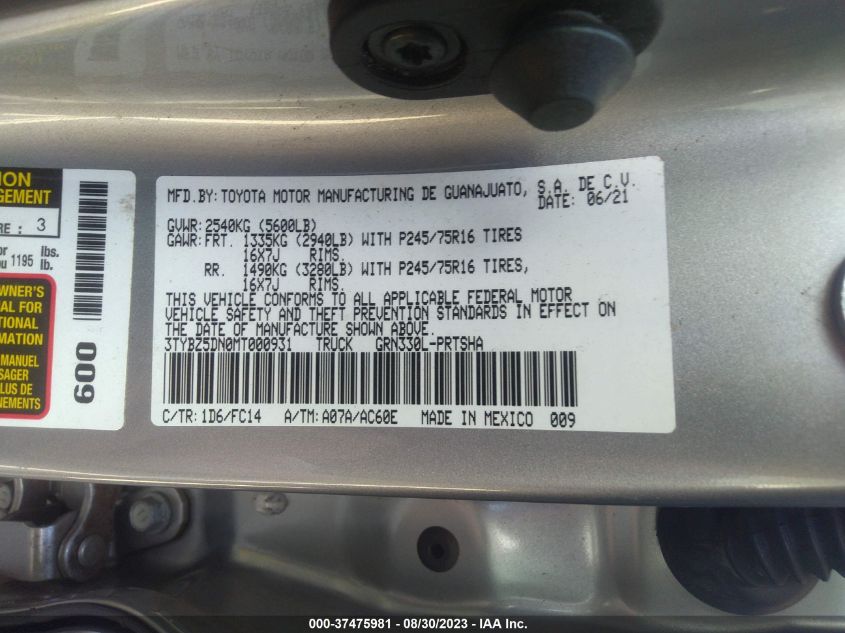 MFD.BY: TOYOTA MOTOR MANUFACTURING DE GUANAJUATO, S.A. DE C.V.
DATE: 06/21
GVWR: 2540KG (5600LB)
GAWR: FRT. 1335KG (2940LB) WITH P245/75R16 TIRES
16X7J RIMS.
RR. 1490KG (3280LB) WITH P245/75R16 TIRES,
16X7J RIMS.
THIS VEHICLE CONFORMS TO ALL APPLICABLE FEDERAL MOTOR
VEHICLE SAFETY AND THEFT PREVENTION STANDARDS IN EFFECT ON
THE DATE OF MANUFACTURE SHOWN ABOVE.
3TYBZ5DN0MT000931 TRUCK GRN330L-PRTSHA
C/TR: 1D6/FC14 A/TM: A07A/AC60E MADE IN MEXICO 009
ION
GEMENT
RE : 3
or
ou 1195 lbs.
lb.
WNER'S
AL FOR
TIONAL
MATION
MANUEL
SAGER
LUS DE
NEMENTS
600
000-37475981 - 08/30/2023 - IAA Inc.